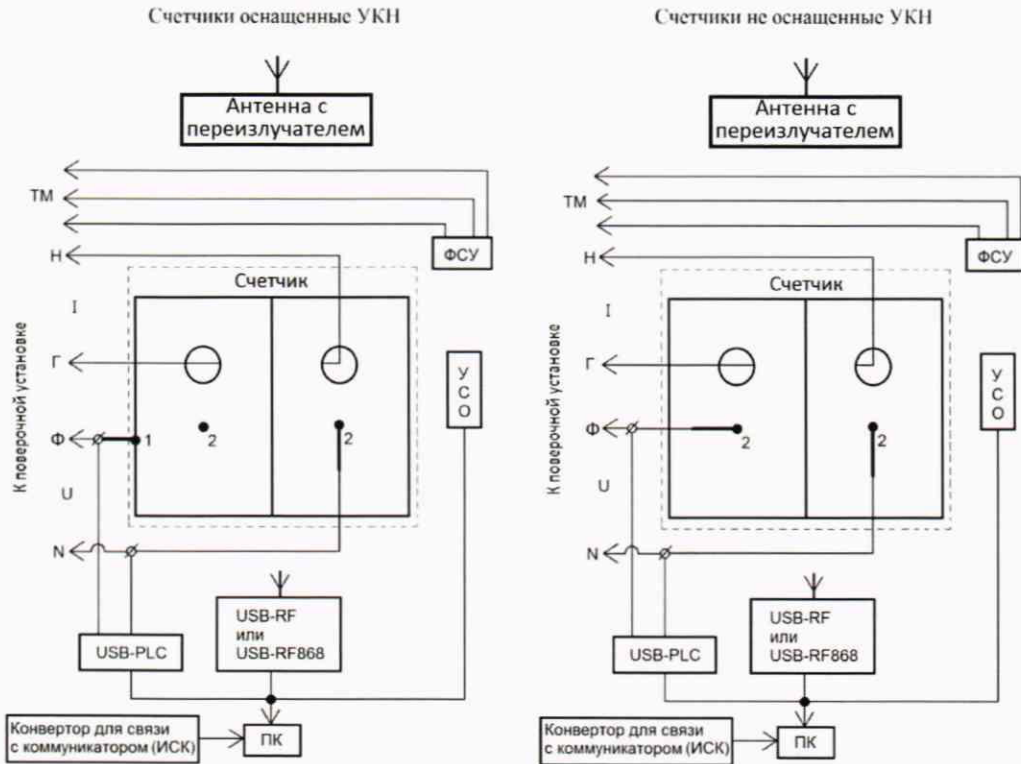 Счетчики оснащенные УКН
Антенна с
переизлучателем
ТМ
ФСУ
Н
Счетчик
I
Г
К поверочной установке
УСО
Ф
1
2
2
U
N
USB-RF
или
USB-RF868
USB-PLC
Конвертор для связи
с коммуникатором (ИСК)
ПК
Счетчики не оснащенные УКН
Антенна с
переизлучателем
ТМ
ФСУ
Н
Счетчик
I
Г
К поверочной установке
УСО
Ф
2
2
U
N
USB-RF
или
USB-RF868
USB-PLC
Конвертор для связи
с коммуникатором (ИСК)
ПК